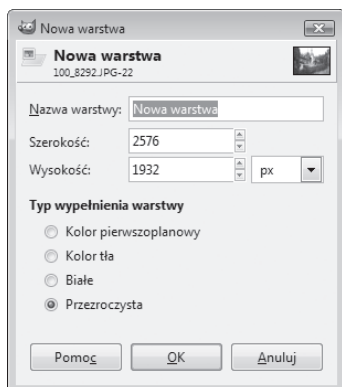 Nowa warstwa
Nowa warstwa
100_8292.JPG-22
Nazwa warstwy: Nowa warstwa
Szerokość: 2576
Wysokość: 1932 px
Typ wypełnienia warstwy
Kolor pierwszoplanowy
Kolor tła
Białe
Przezroczysta
Pomoc OK Anuluj